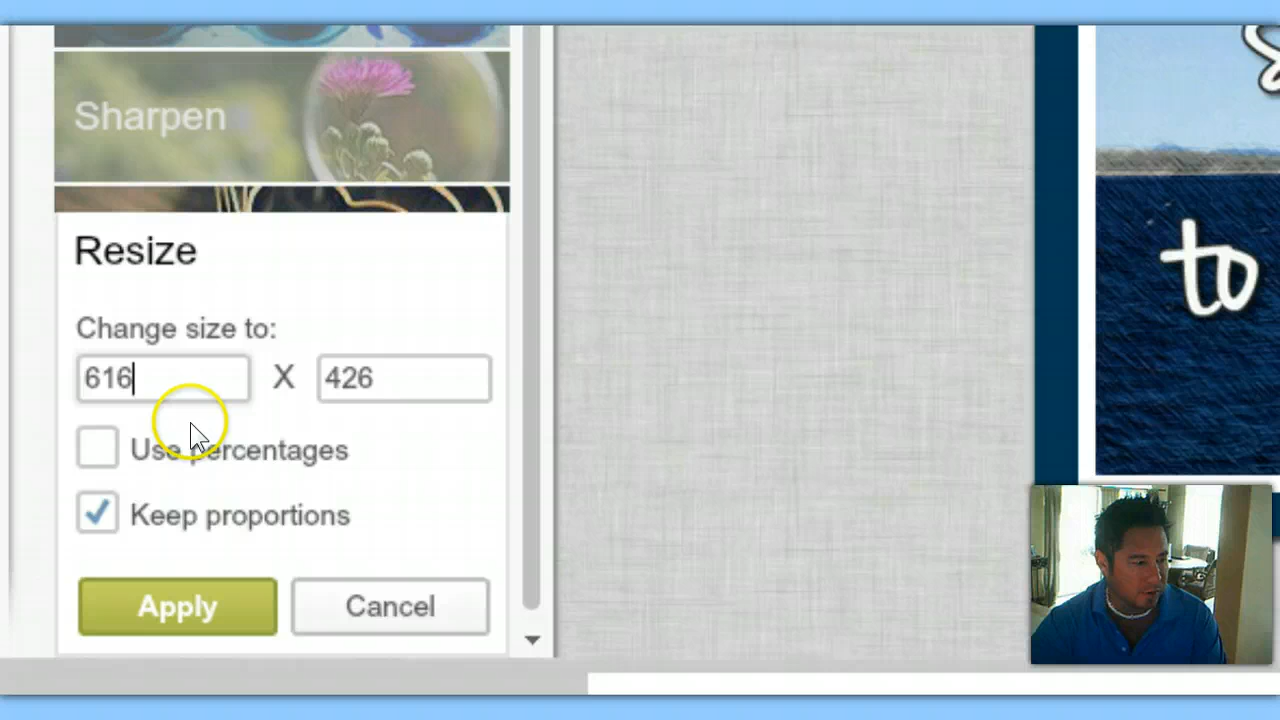 Sharpen
Resize
Change size to:
616 X 426
Use percentages
Keep proportions
Apply Cancel
to